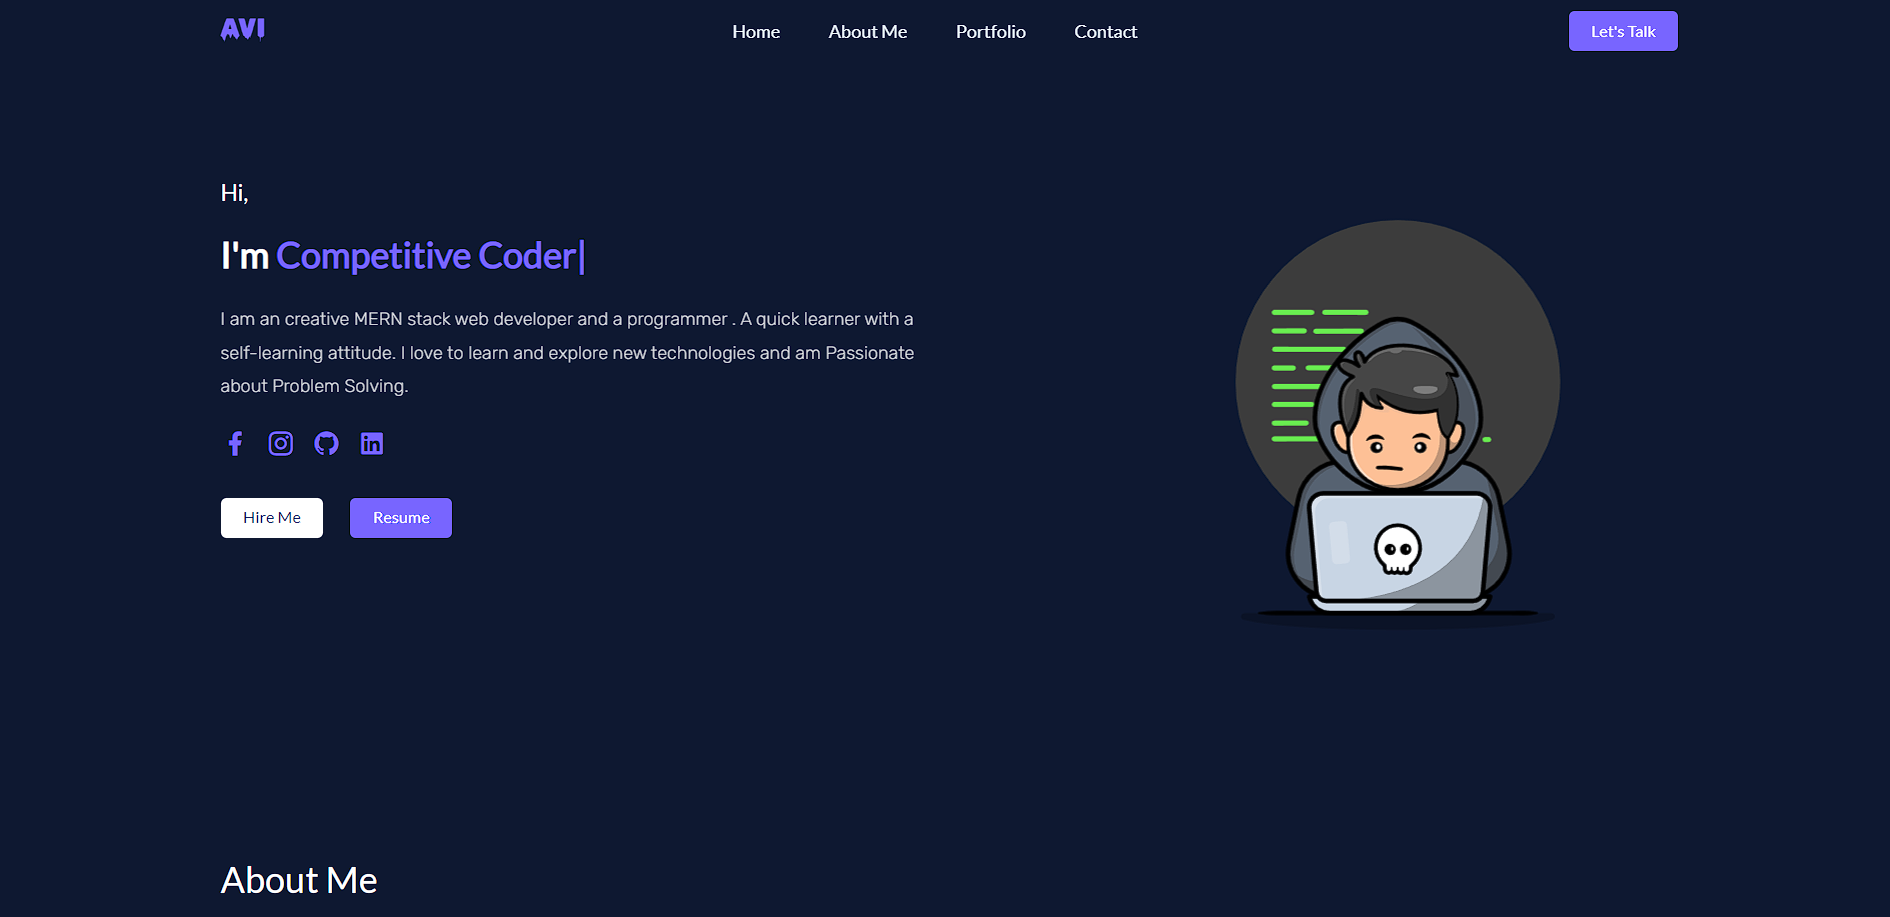 AVI
Home
About Me
Portfolio
Contact
Let's Talk
Hi,
I'm Competitive Coder|
I am an creative MERN stack web developer and a programmer . A quick learner with a
self-learning attitude. I love to learn and explore new technologies and am Passionate
about Problem Solving.
Hire Me
Resume
About Me